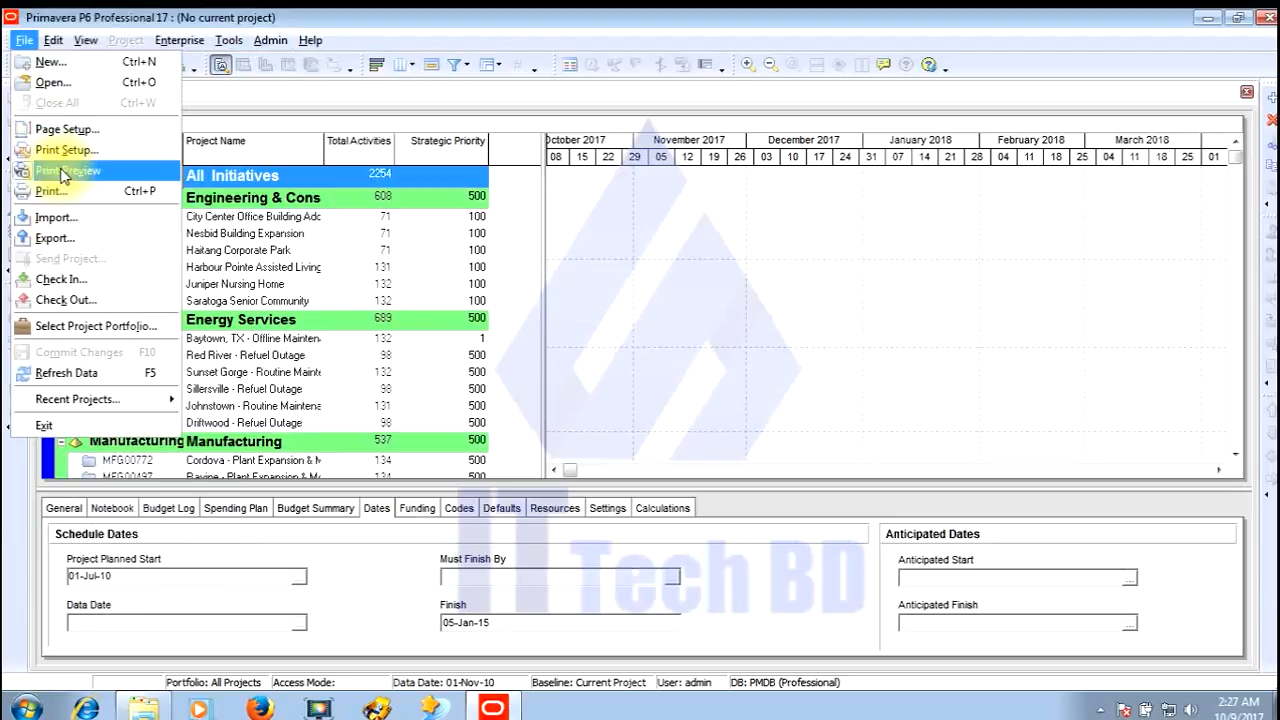 Primavera P6 Professional 17 : (No current project)
File Edit View Project Enterprise Tools Admin Help
New... Ctrl+N
Open... Ctrl+O
Close All Ctrl+W
Page Setup...
Print Setup...
Print Preview
Print... Ctrl+P
Import...
Export...
Send Project...
Check In...
Check Out...
Select Project Portfolio...
Commit Changes F10
Refresh Data F5
Recent Projects...
Exit
Project Name Total Activities Strategic Priority
October 2017 November 2017 December 2017 January 2018 February 2018 March 2018
08 15 22 29 05 12 19 26 03 10 17 24 31 07 14 21 28 04 11 18 25 04 11 18 25 01
All Initiatives 2254
Engineering & Cons 608 500
City Center Office Building Adc 71 100
Nesbid Building Expansion 71 100
Haitang Corporate Park 71 100
Harbour Pointe Assisted Living 131 100
Juniper Nursing Home 132 100
Saratoga Senior Community 131 100
Energy Services 689 500
Baytown, TX - Offline Mainten 132 1
Red River - Refuel Outage 98 500
Sunset Gorge - Routine Mainte 132 500
Sillersville - Refuel Outage 98 500
Johnstown - Routine Maintena 131 500
Driftwood - Refuel Outage 98 500
Manufacturing Manufacturing 537 500
MFG00772 Cordova - Plant Expansion & M 134 500
MFG00497 Ravine - Plant Expansion & M 134 500
General Notebook Budget Log Spending Plan Budget Summary Dates Funding Codes Defaults Resources Settings Calculations
Schedule Dates
Anticipated Dates
Project Planned Start
Must Finish By
Anticipated Start
01-Jul-10
Data Date
Finish
Anticipated Finish
05-Jan-15
IT Tech BD
Portfolio: All Projects Access Mode: Data Date: 01-Nov-10 Baseline: Current Project User: admin DB: PMDB (Professional)
2:27 AM
10/9/2017